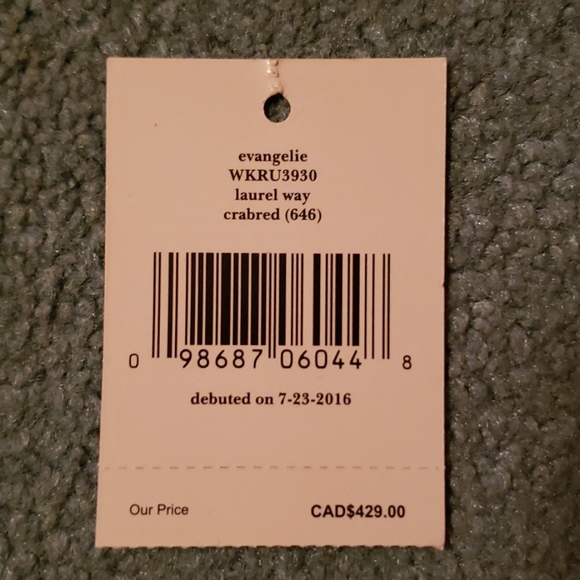 evangelie
WKRU3930
laurel way
crabred (646)
0 98687 06044 8
debuted on 7-23-2016
Our Price CAD$429.00